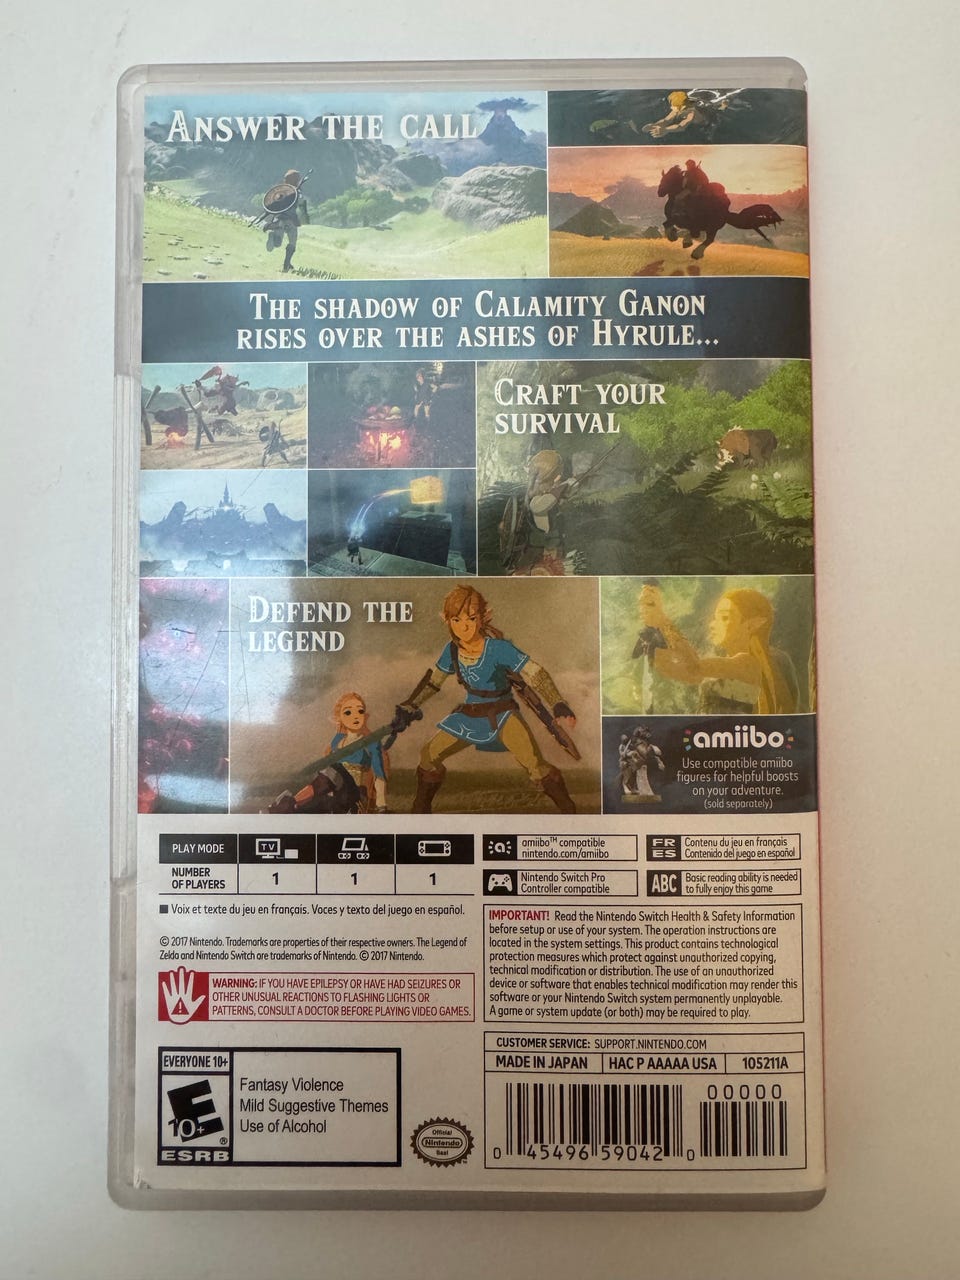 ANSWER THE CALL
THE SHADOW OF CALAMITY GANON
RISES OVER THE ASHES OF HYRULE...
CRAFT YOUR
SURVIVAL
DEFEND THE
LEGEND
amiibo
Use compatible amiibo
figures for helpful boosts
on your adventure.
(sold separately)
PLAY MODE
TV
NUMBER
OF PLAYERS
1
1
1
amiibo™ compatible
nintendo.com/amiibo
FR
ES
Contenu du jeu en français
Contenido del juego en español
Nintendo Switch Pro
Controller compatible
ABC
Basic reading ability is needed
to fully enjoy this game
■ Voix et texte du jeu en français. Voces y texto del juego en español.
© 2017 Nintendo. Trademarks are properties of their respective owners. The Legend of
Zelda and Nintendo Switch are trademarks of Nintendo. © 2017 Nintendo.
WARNING: IF YOU HAVE EPILEPSY OR HAVE HAD SEIZURES OR
OTHER UNUSUAL REACTIONS TO FLASHING LIGHTS OR
PATTERNS, CONSULT A DOCTOR BEFORE PLAYING VIDEO GAMES.
IMPORTANT! Read the Nintendo Switch Health & Safety Information
before setup or use of your system. The operation instructions are
located in the system settings. This product contains technological
protection measures which protect against unauthorized copying,
technical modification or distribution. The use of an unauthorized
device or software that enables technical modification may render this
software or your Nintendo Switch system permanently unplayable.
A game or system update (or both) may be required to play.
CUSTOMER SERVICE: SUPPORT.NINTENDO.COM
MADE IN JAPAN
HAC P AAAAA USA
105211A
EVERYONE 10+
E
10+
®
ESRB
Fantasy Violence
Mild Suggestive Themes
Use of Alcohol
Official
Nintendo
Seal
00000
0 45496 59042 0